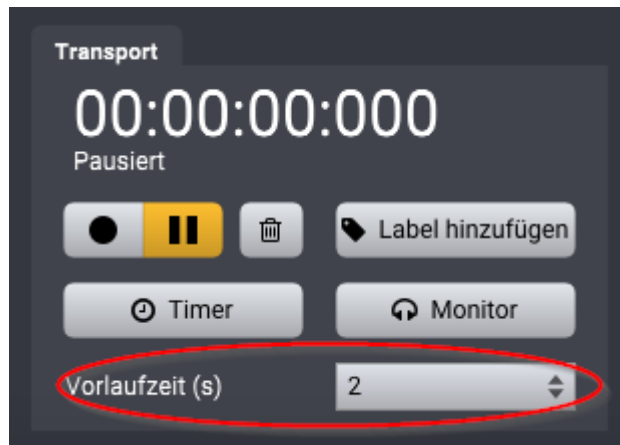 Transport
00:00:00:000
Pausiert
Label hinzufügen
Timer
Monitor
Vorlaufzeit (s)
2